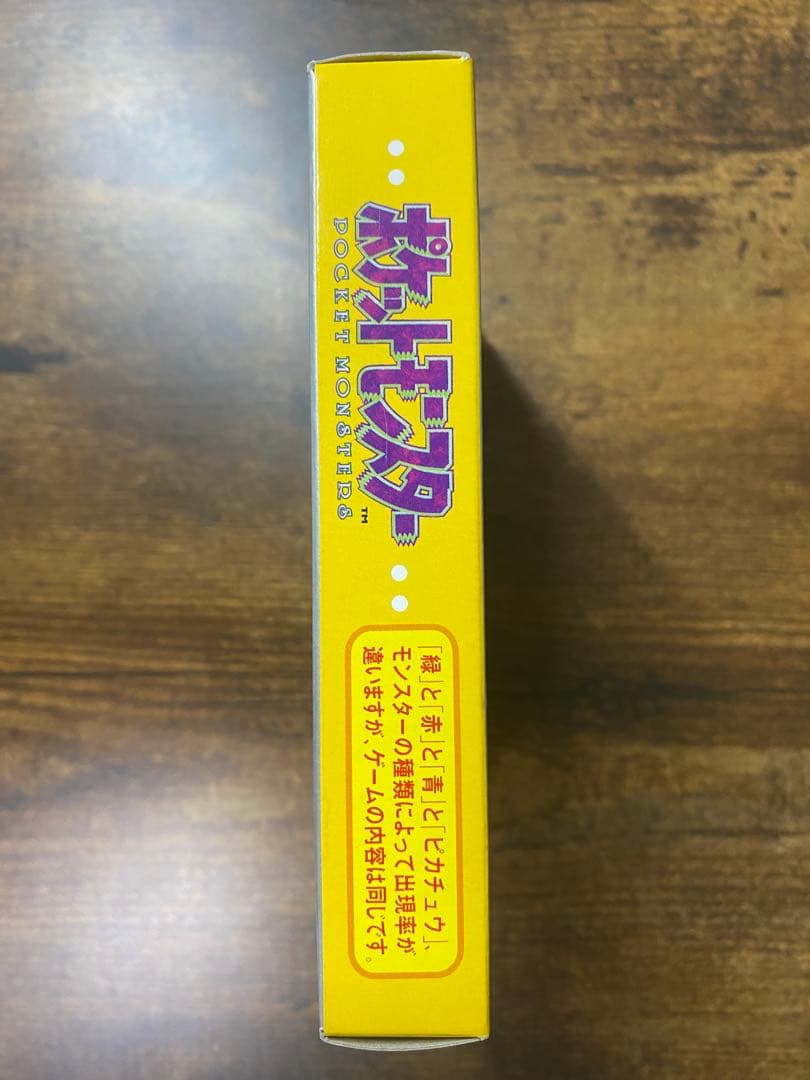 ポケットモンスター
POCKET MONSTERS
TM
「緑」と「赤」と「青」と「ピカチュウ」、
モンスターの種類によって出現率が
違いますが、ゲームの内容は同じです。